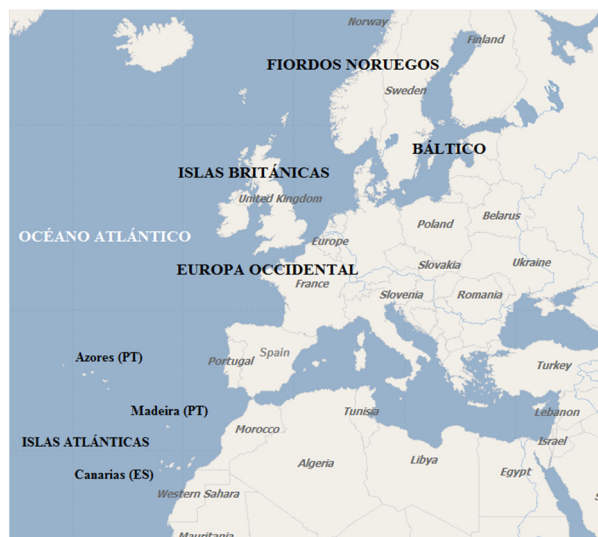 Norway
Finland
FIORDOS NORUEGOS
Sweden
BÁLTICO
ISLAS BRITÁNICAS
United Kingdom
Poland
Belarus
OCÉANO ATLÁNTICO
Europe
EUROPA OCCIDENTAL
Slovakia
Ukraine
France
Slovenia
Romania
Azores (PT)
Portugal
Spain
Turkey
Madeira (PT)
Tunisia
Lebanon
Morocco
ISLAS ATLÁNTICAS
Israel
Algeria
Libya
Canarias (ES)
Egypt
Western Sahara
Mauritania